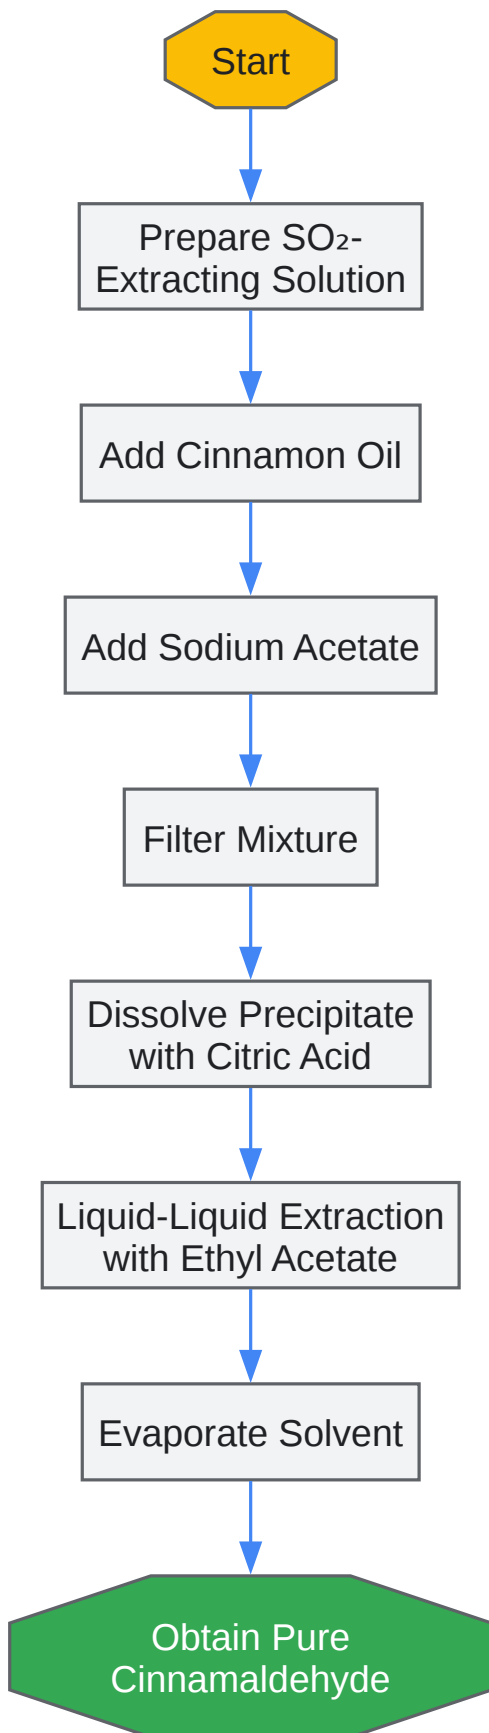 Start
Prepare SO₂-
Extracting Solution
Add Cinnamon Oil
Add Sodium Acetate
Filter Mixture
Dissolve Precipitate
with Citric Acid
Liquid-Liquid Extraction
with Ethyl Acetate
Evaporate Solvent
Obtain Pure
Cinnamaldehyde